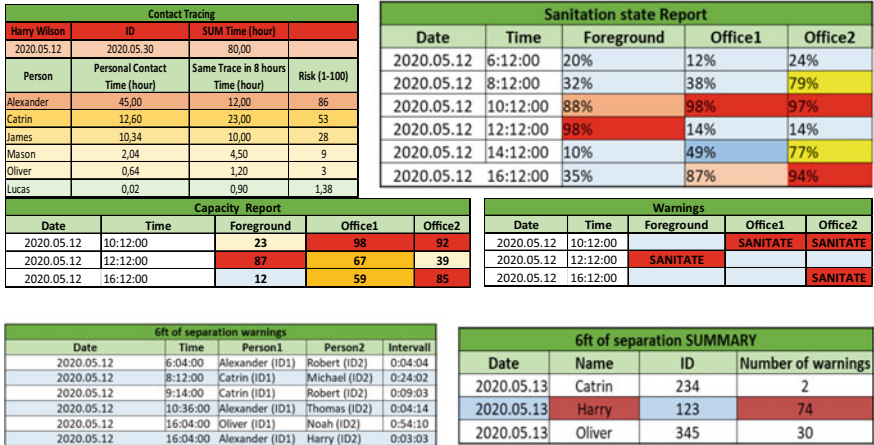 Contact Tracing
Harry Wilson ID SUM Time (hour)
2020.05.12 2020.05.30 80,00
Person Personal Contact Time (hour) Same Trace in 8 hours Time (hour) Risk (1-100)
Alexander 45,00 12,00 86
Catrin 12,60 23,00 53
James 10,34 10,00 28
Mason 2,04 4,50 9
Oliver 0,64 1,20 3
Lucas 0,02 0,90 1,38
Sanitation state Report
Date Time Foreground Office1 Office2
2020.05.12 6:12:00 20% 12% 24%
2020.05.12 8:12:00 32% 38% 79%
2020.05.12 10:12:00 88% 98% 97%
2020.05.12 12:12:00 98% 14% 14%
2020.05.12 14:12:00 10% 49% 77%
2020.05.12 16:12:00 35% 87% 94%
Capacity Report
Date Time Foreground Office1 Office2
2020.05.12 10:12:00 23 98 92
2020.05.12 12:12:00 87 67 39
2020.05.12 16:12:00 12 59 85
Warnings
Date Time Foreground Office1 Office2
2020.05.12 10:12:00 SANITATE SANITATE
2020.05.12 12:12:00 SANITATE
2020.05.12 16:12:00 SANITATE
6ft of separation warnings
Date Time Person1 Person2 Intervall
2020.05.12 6:04:00 Alexander (ID1) Robert (ID2) 0:04:04
2020.05.12 8:12:00 Catrin (ID1) Michael (ID2) 0:24:02
2020.05.12 9:14:00 Catrin (ID1) Robert (ID2) 0:09:03
2020.05.12 10:36:00 Alexander (ID1) Thomas (ID2) 0:04:14
2020.05.12 16:04:00 Oliver (ID1) Noah (ID2) 0:54:10
2020.05.12 16:04:00 Alexander (ID1) Harry (ID2) 0:03:03
6ft of separation SUMMARY
Date Name ID Number of warnings
2020.05.13 Catrin 234 2
2020.05.13 Harry 123 74
2020.05.13 Oliver 345 30